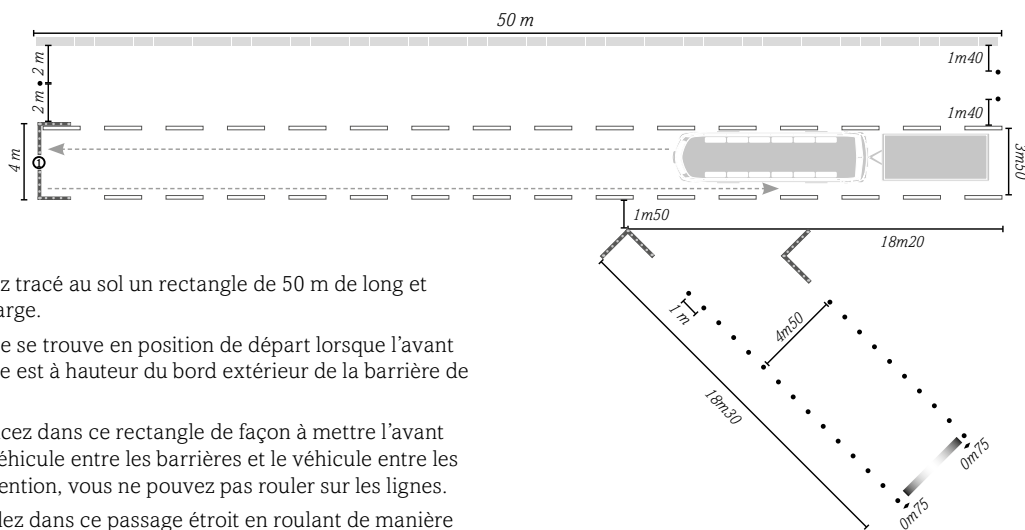 50 m
2 m
1m40
2 m
1m40
4 m
1
3m50
1m50
18m20
z tracé au sol un rectangle de 50 m de long et
arge.
1 m
4m50
e se trouve en position de départ lorsque l'avant
e est à hauteur du bord extérieur de la barrière de
18m30
cez dans ce rectangle de façon à mettre l'avant
éhicule entre les barrières et le véhicule entre les
ention, vous ne pouvez pas rouler sur les lignes.
0m75
lez dans ce passage étroit en roulant de manière
0m75